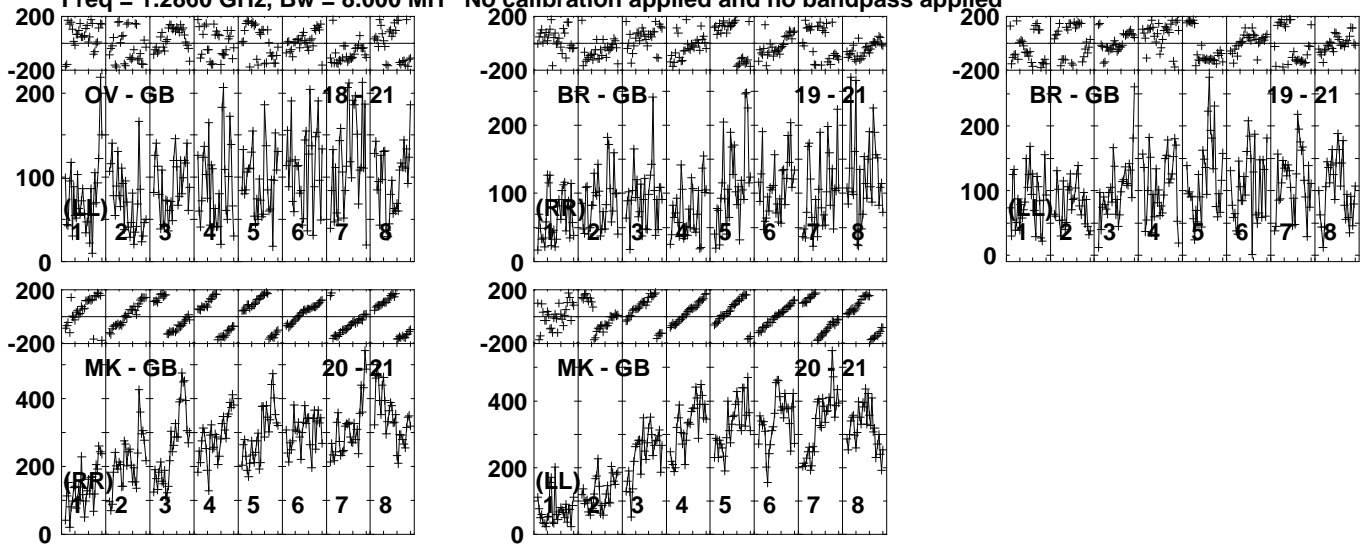 Freq = 1.2860 GHz, Bw = 8.000 MH No calibration applied and no bandpass applied
200
-200
OV - GB 18 - 21
200
100
0
(LL)
1 2 3 4 5 6 7 8
200
-200
BR - GB 19 - 21
200
100
0
(RR)
1 2 3 4 5 6 7 8
200
-200
BR - GB 19 - 21
200
100
0
(LL)
1 2 3 4 5 6 7 8
200
-200
MK - GB 20 - 21
400
200
0
(RR)
1 2 3 4 5 6 7 8
200
-200
MK - GB 20 - 21
400
200
0
(LL)
1 2 3 4 5 6 7 8